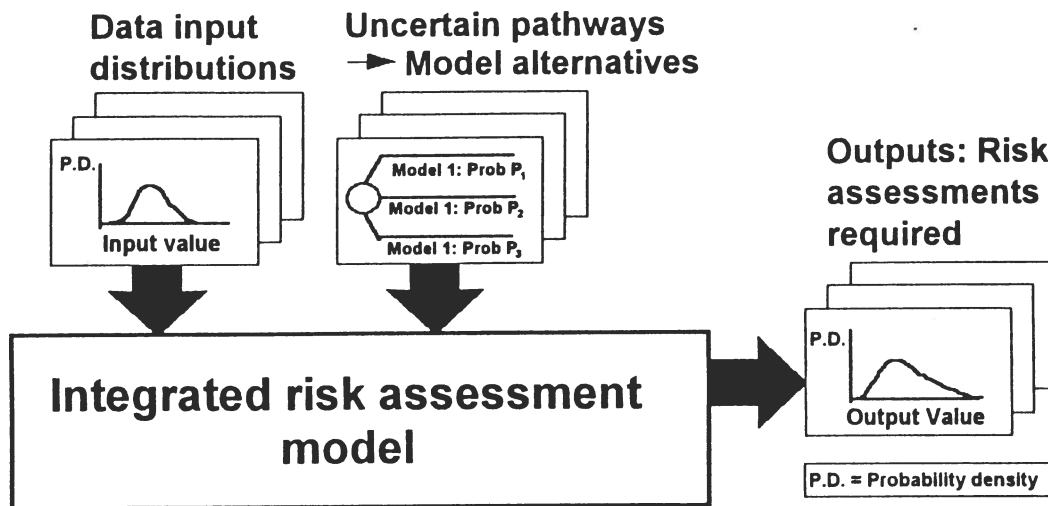 Data input
distributions
Uncertain pathways
Model alternatives
P.D.
Input value
Model 1: Prob P₁
Model 1: Prob P₂
Model 1: Prob P₃
Outputs: Risk
assessments
required
P.D.
Output Value
Integrated risk assessment
model
P.D. = Probability density